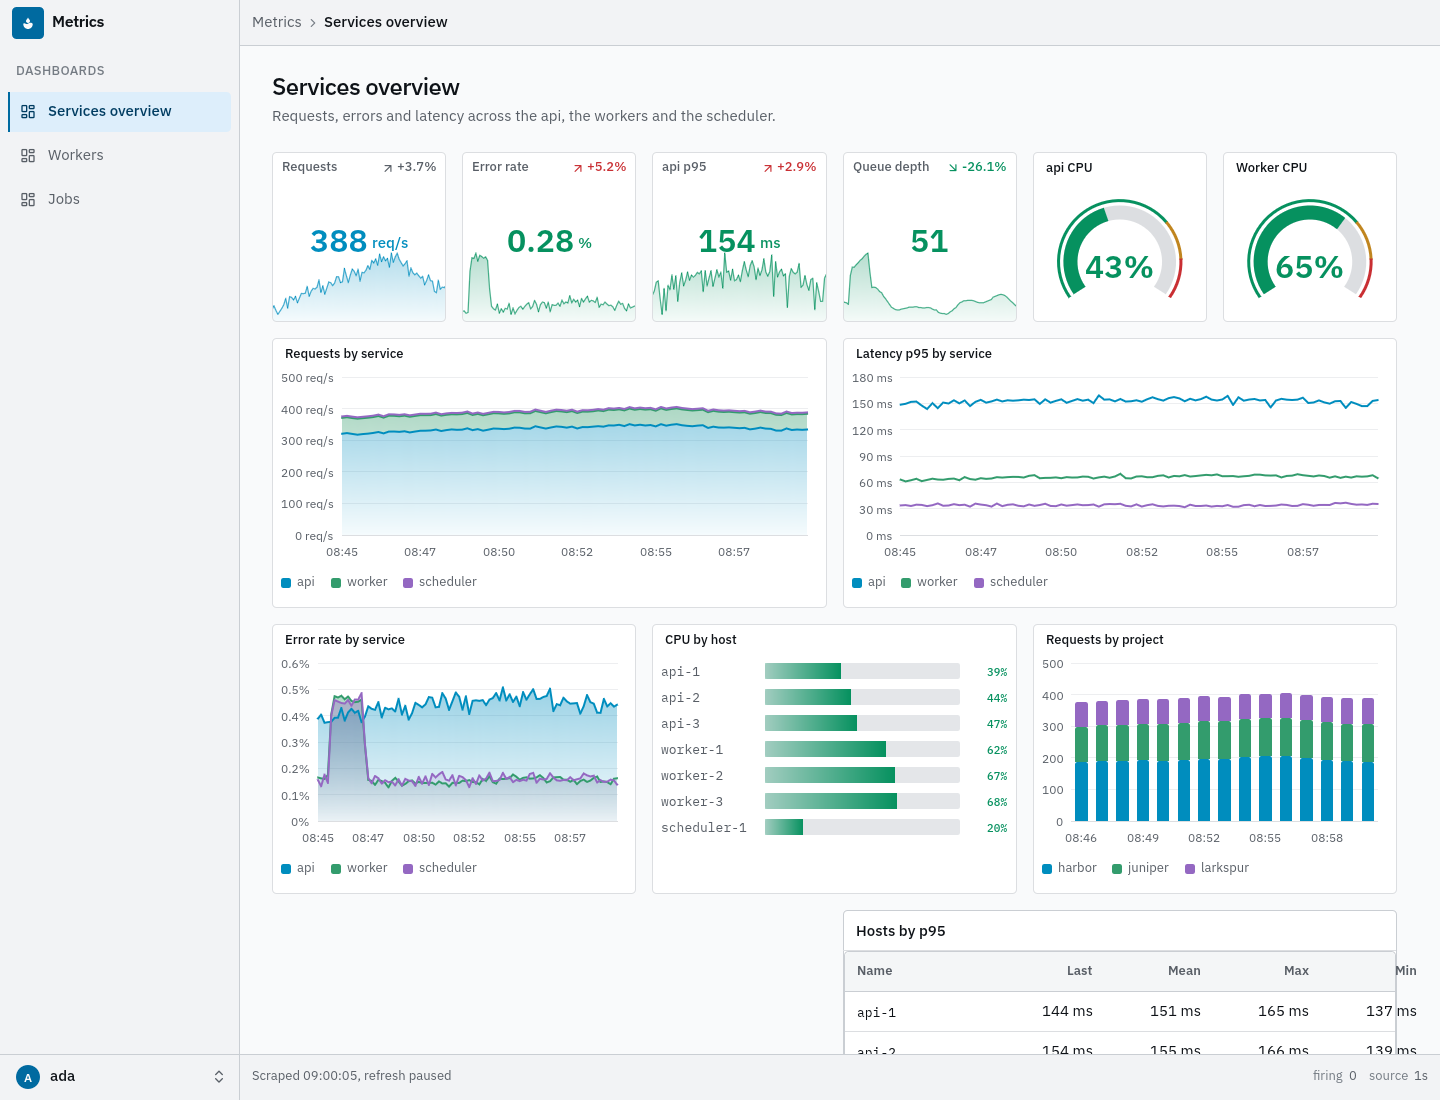 Metrics
Metrics > Services overview
DASHBOARDS
Services overview
Workers
Jobs
Services overview
Requests, errors and latency across the api, the workers and the scheduler.
Requests +3.7%
388 req/s
Error rate +5.2%
0.28 %
api p95 +2.9%
154 ms
Queue depth -26.1%
51
api CPU
43%
Worker CPU
65%
Requests by service
500 req/s
400 req/s
300 req/s
200 req/s
100 req/s
0 req/s
08:45 08:47 08:50 08:52 08:55 08:57
api worker scheduler
Latency p95 by service
180 ms
150 ms
120 ms
90 ms
60 ms
30 ms
0 ms
08:45 08:47 08:50 08:52 08:55 08:57
api worker scheduler
Error rate by service
0.6%
0.5%
0.4%
0.3%
0.2%
0.1%
0%
08:45 08:47 08:50 08:52 08:55 08:57
api worker scheduler
CPU by host
api-1 39%
api-2 44%
api-3 47%
worker-1 62%
worker-2 67%
worker-3 68%
scheduler-1 20%
Requests by project
500
400
300
200
100
0
08:46 08:49 08:52 08:55 08:58
harbor juniper larkspur
Hosts by p95
Name Last Mean Max Min
api-1 144 ms 151 ms 165 ms 137 ms
api-2 154 ms 155 ms 166 ms 139 ms
A ada
Scraped 09:00:05, refresh paused
firing 0 source 1s